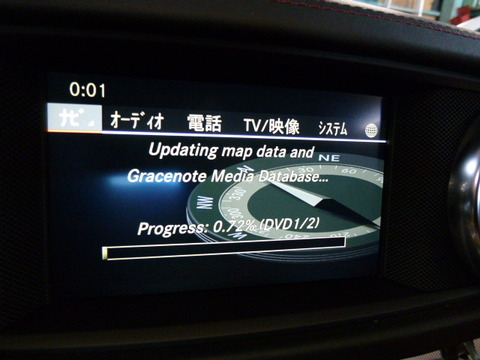 0:01
ﾅﾋﾞ ｵｰﾃﾞｨｵ 電話 TV/映像 ｼｽﾃﾑ
Updating map data and
NE
Gracenote Media Database...
Progress: 0.72% (DVD1/2)